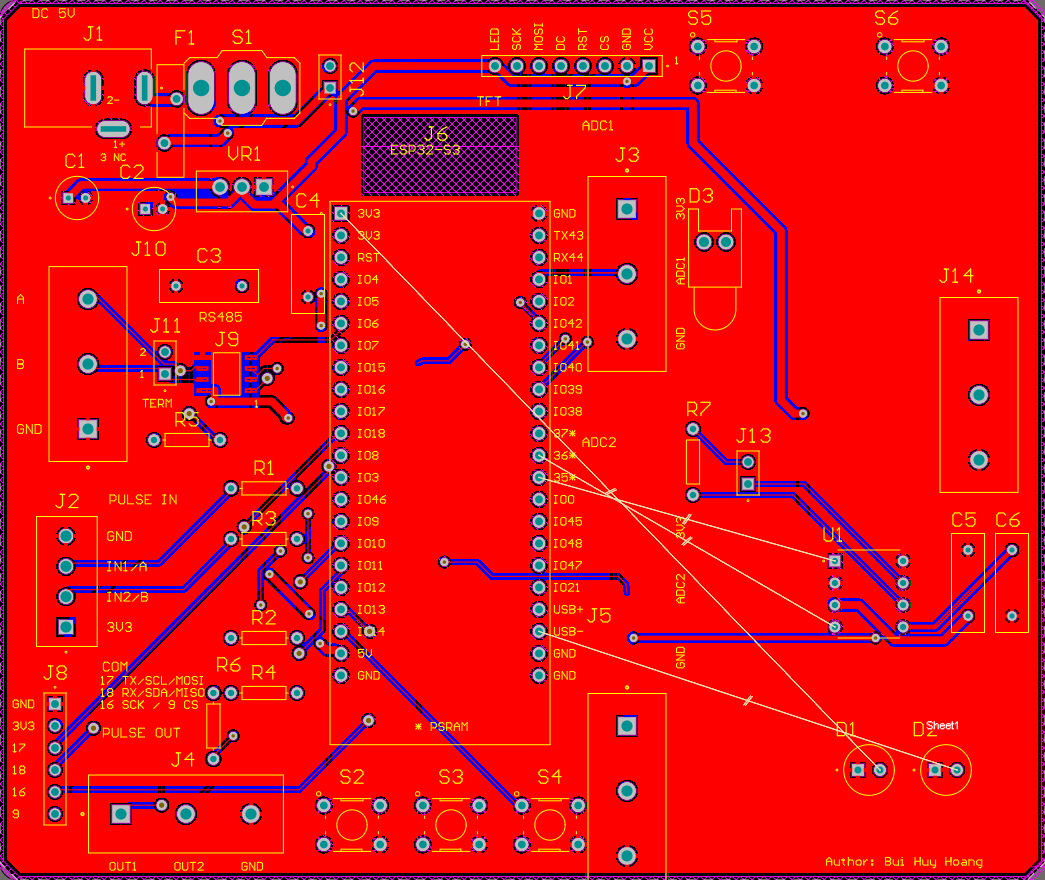 DC 5V
J1
F1
S1
J12
LED
SCK
MOSI
DC
RST
CS
GND
VCC
1
S5
S6
2-
1+
3 NC
TFT
J7
J6
ESP32-S3
ADC1
C1
C2
VR1
C4
J3
3V3
ADC1
GND
D3
J10
C3
RS485
A
B
GND
J11
2
1
TERM
J9
1
R5
3V3
3V3
RST
IO4
IO5
IO6
IO7
IO15
IO16
IO17
IO18
IO8
IO3
IO46
IO9
IO10
IO11
IO12
IO13
IO14
5V
GND
GND
TX43
RX44
IO1
IO2
IO42
IO41
IO40
IO39
IO38
37*
36*
35*
IO0
IO45
IO48
IO47
IO21
USB+
USB-
GND
GND
* PSRAM
J14
ADC2
R7
J13
R1
PULSE IN
J2
GND
IN1/A
IN2/B
3V3
R3
R2
3V3
ADC2
GND
U1
C5
C6
J5
COM
17 TX/SCL/MOSI
18 RX/SDA/MISO
16 SCK / 9 CS
R6
R4
J8
GND
3V3
17
18
16
9
PULSE OUT
J4
OUT1
OUT2
GND
S2
S3
S4
D1
D2
Sheet1
Author: Bui Huy Hoang